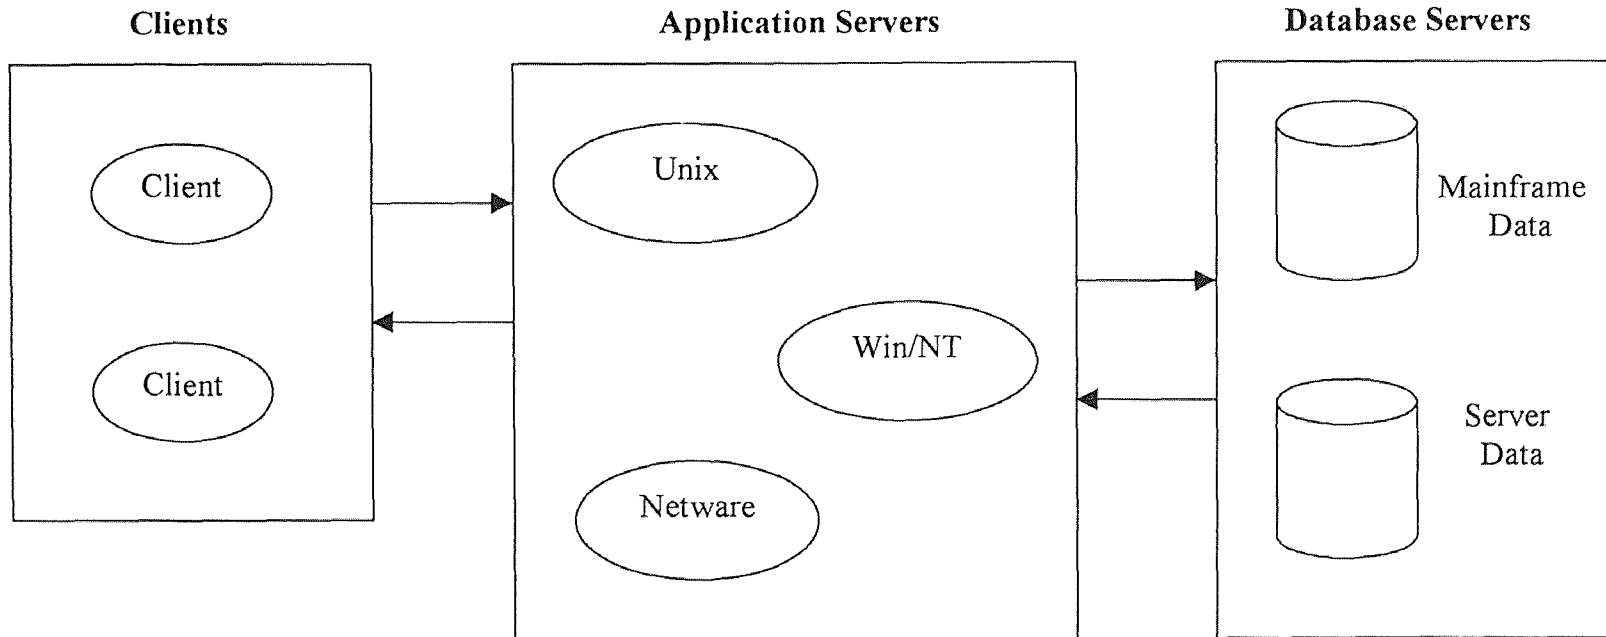 Clients
Application Servers
Database Servers
Client
Client
Unix
Win/NT
Netware
Mainframe
Data
Server
Data